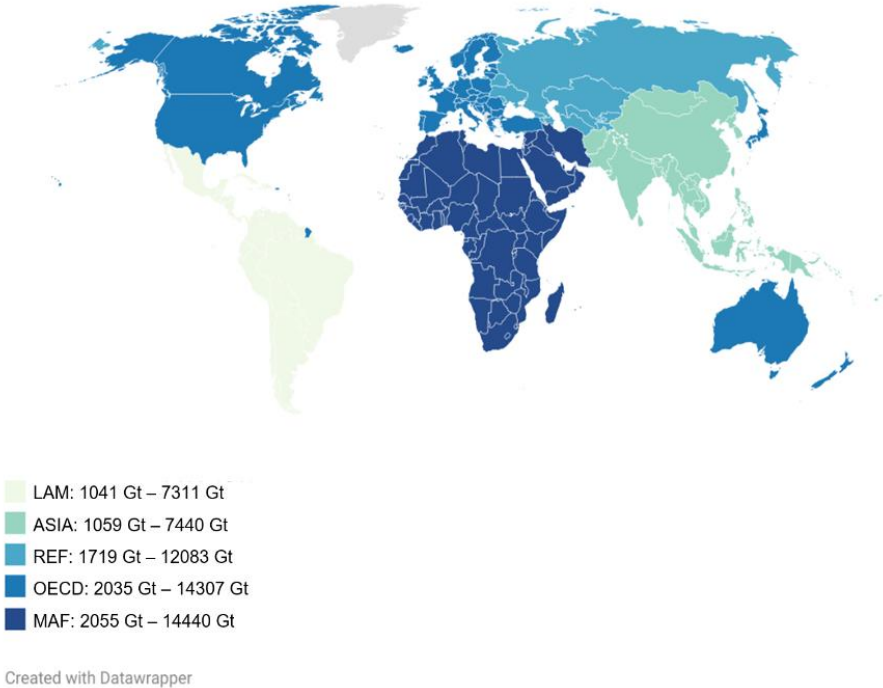 LAM: 1041 Gt – 7311 Gt
ASIA: 1059 Gt – 7440 Gt
REF: 1719 Gt – 12083 Gt
OECD: 2035 Gt – 14307 Gt
MAF: 2055 Gt – 14440 Gt
Created with Datawrapper